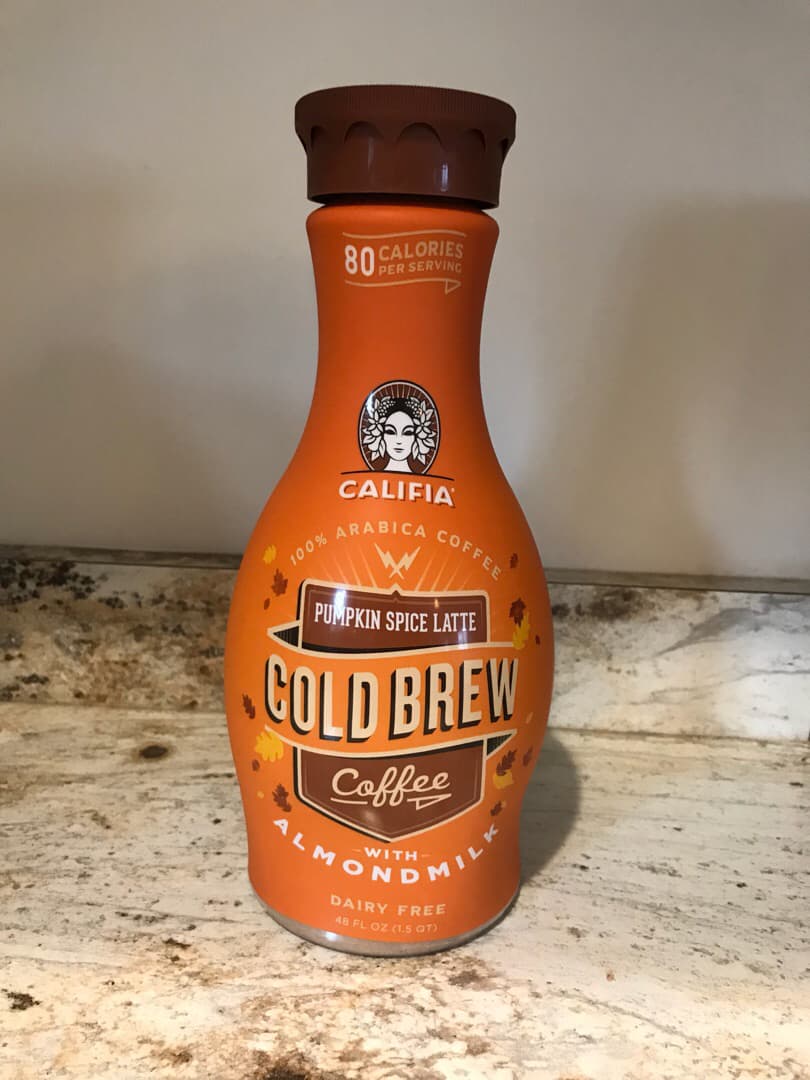 80 CALORIES
PER SERVING
CALIFIA
100% ARABICA COFFEE
PUMPKIN SPICE LATTE
COLD BREW
Coffee
WITH
ALMONDMILK
DAIRY FREE
48 FL OZ (1.5 QT)